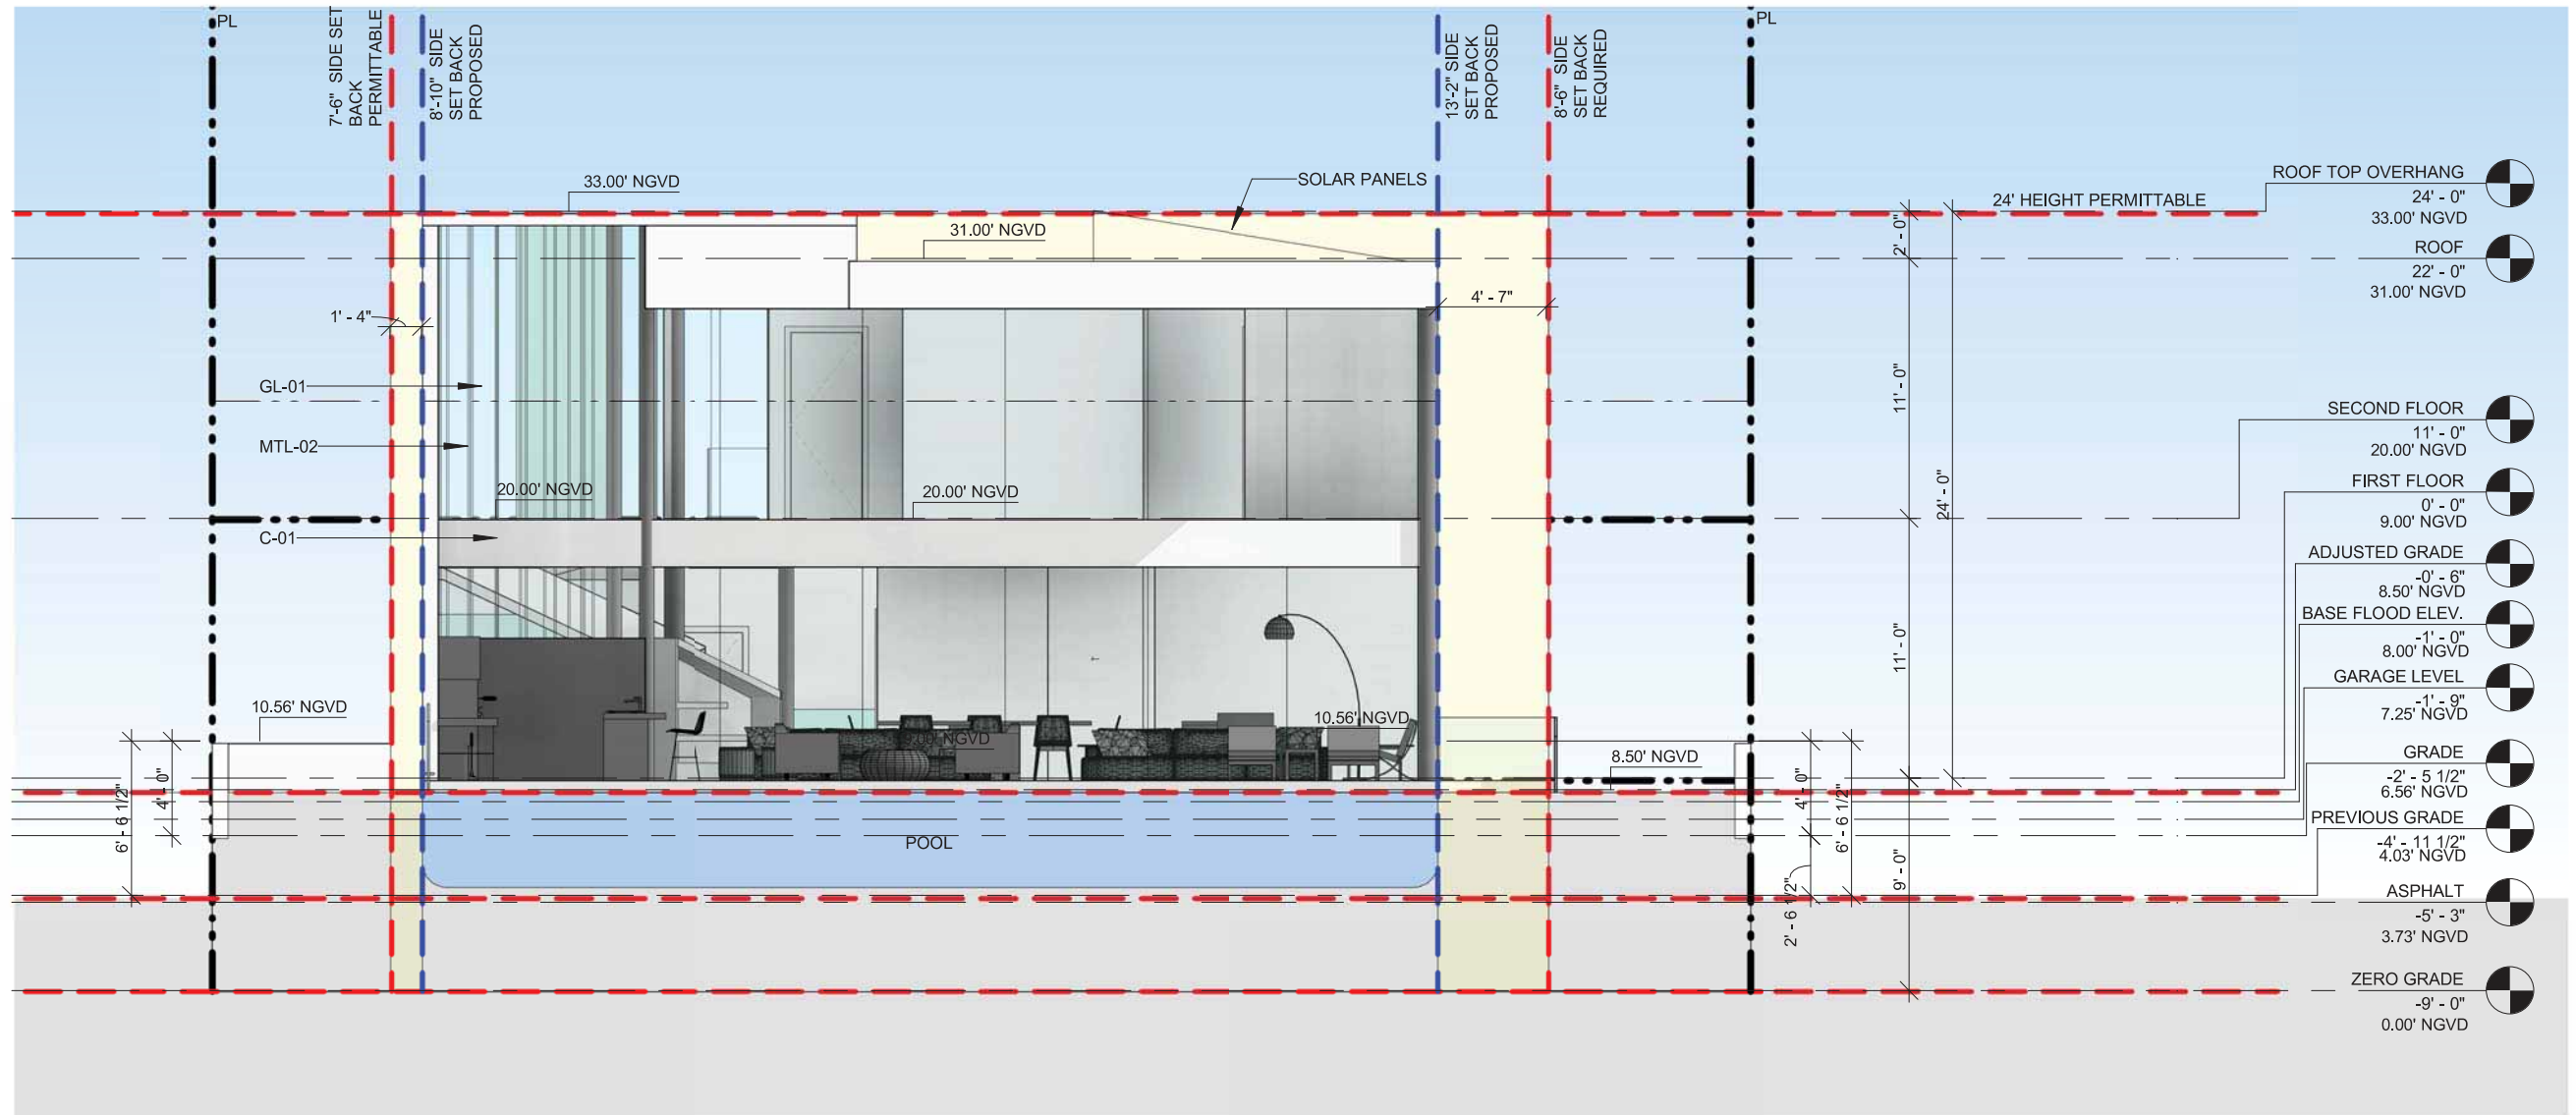 PL
7'-6" SIDE SET
BACK
PERMITTABLE
8'-10" SIDE
SET BACK
PROPOSED
13'-2" SIDE
SET BACK
PROPOSED
8'-6" SIDE
SET BACK
REQUIRED
PL
33.00' NGVD
SOLAR PANELS
31.00' NGVD
24' HEIGHT PERMITTABLE
1' - 4"
4' - 7"
GL-01
MTL-02
20.00' NGVD
20.00' NGVD
C-01
10.56' NGVD
10.56' NGVD
NGVD
8.50' NGVD
POOL
6' - 6 1/2"
4' - 0"
2' - 0"
11' - 0"
24' - 0"
11' - 0"
4' - 0"
6' - 6 1/2"
9' - 0"
2' - 6 1/2"
ROOF TOP OVERHANG
24' - 0"
33.00' NGVD
ROOF
22' - 0"
31.00' NGVD
SECOND FLOOR
11' - 0"
20.00' NGVD
FIRST FLOOR
0' - 0"
9.00' NGVD
ADJUSTED GRADE
-0' - 6"
8.50' NGVD
BASE FLOOD ELEV.
-1' - 0"
8.00' NGVD
GARAGE LEVEL
-1' - 9"
7.25' NGVD
GRADE
-2' - 5 1/2"
6.56' NGVD
PREVIOUS GRADE
-4' - 11 1/2"
4.03' NGVD
ASPHALT
-5' - 3"
3.73' NGVD
ZERO GRADE
-9' - 0"
0.00' NGVD